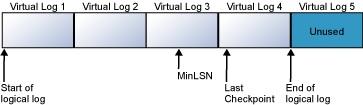 Virtual Log 1 Virtual Log 2 Virtual Log 3 Virtual Log 4 Virtual Log 5
Unused
MinLSN
Start of
logical log
Last
Checkpoint
End of
logical log